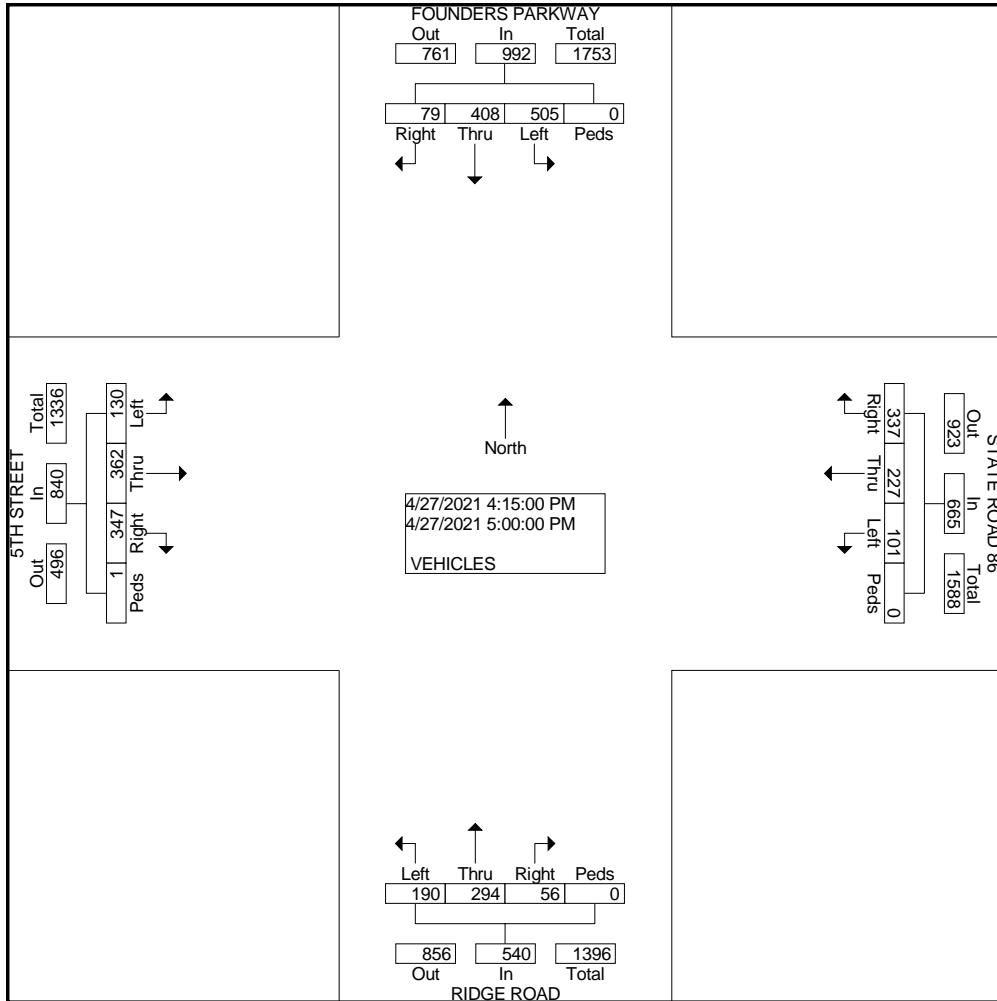 FOUNDERS PARKWAY
Out In Total
761 992 1753
79 408 505 0
Right Thru Left Peds
5TH STREET
Total In Out
1336 840 496
130 362 347 1
Left Thru Right Peds
North
4/27/2021 4:15:00 PM
4/27/2021 5:00:00 PM
VEHICLES
STATE ROAD 86
Out In Total
923 665 1588
337 227 101 0
Right Thru Left Peds
Left Thru Right Peds
190 294 56 0
856 540 1396
Out In Total
RIDGE ROAD